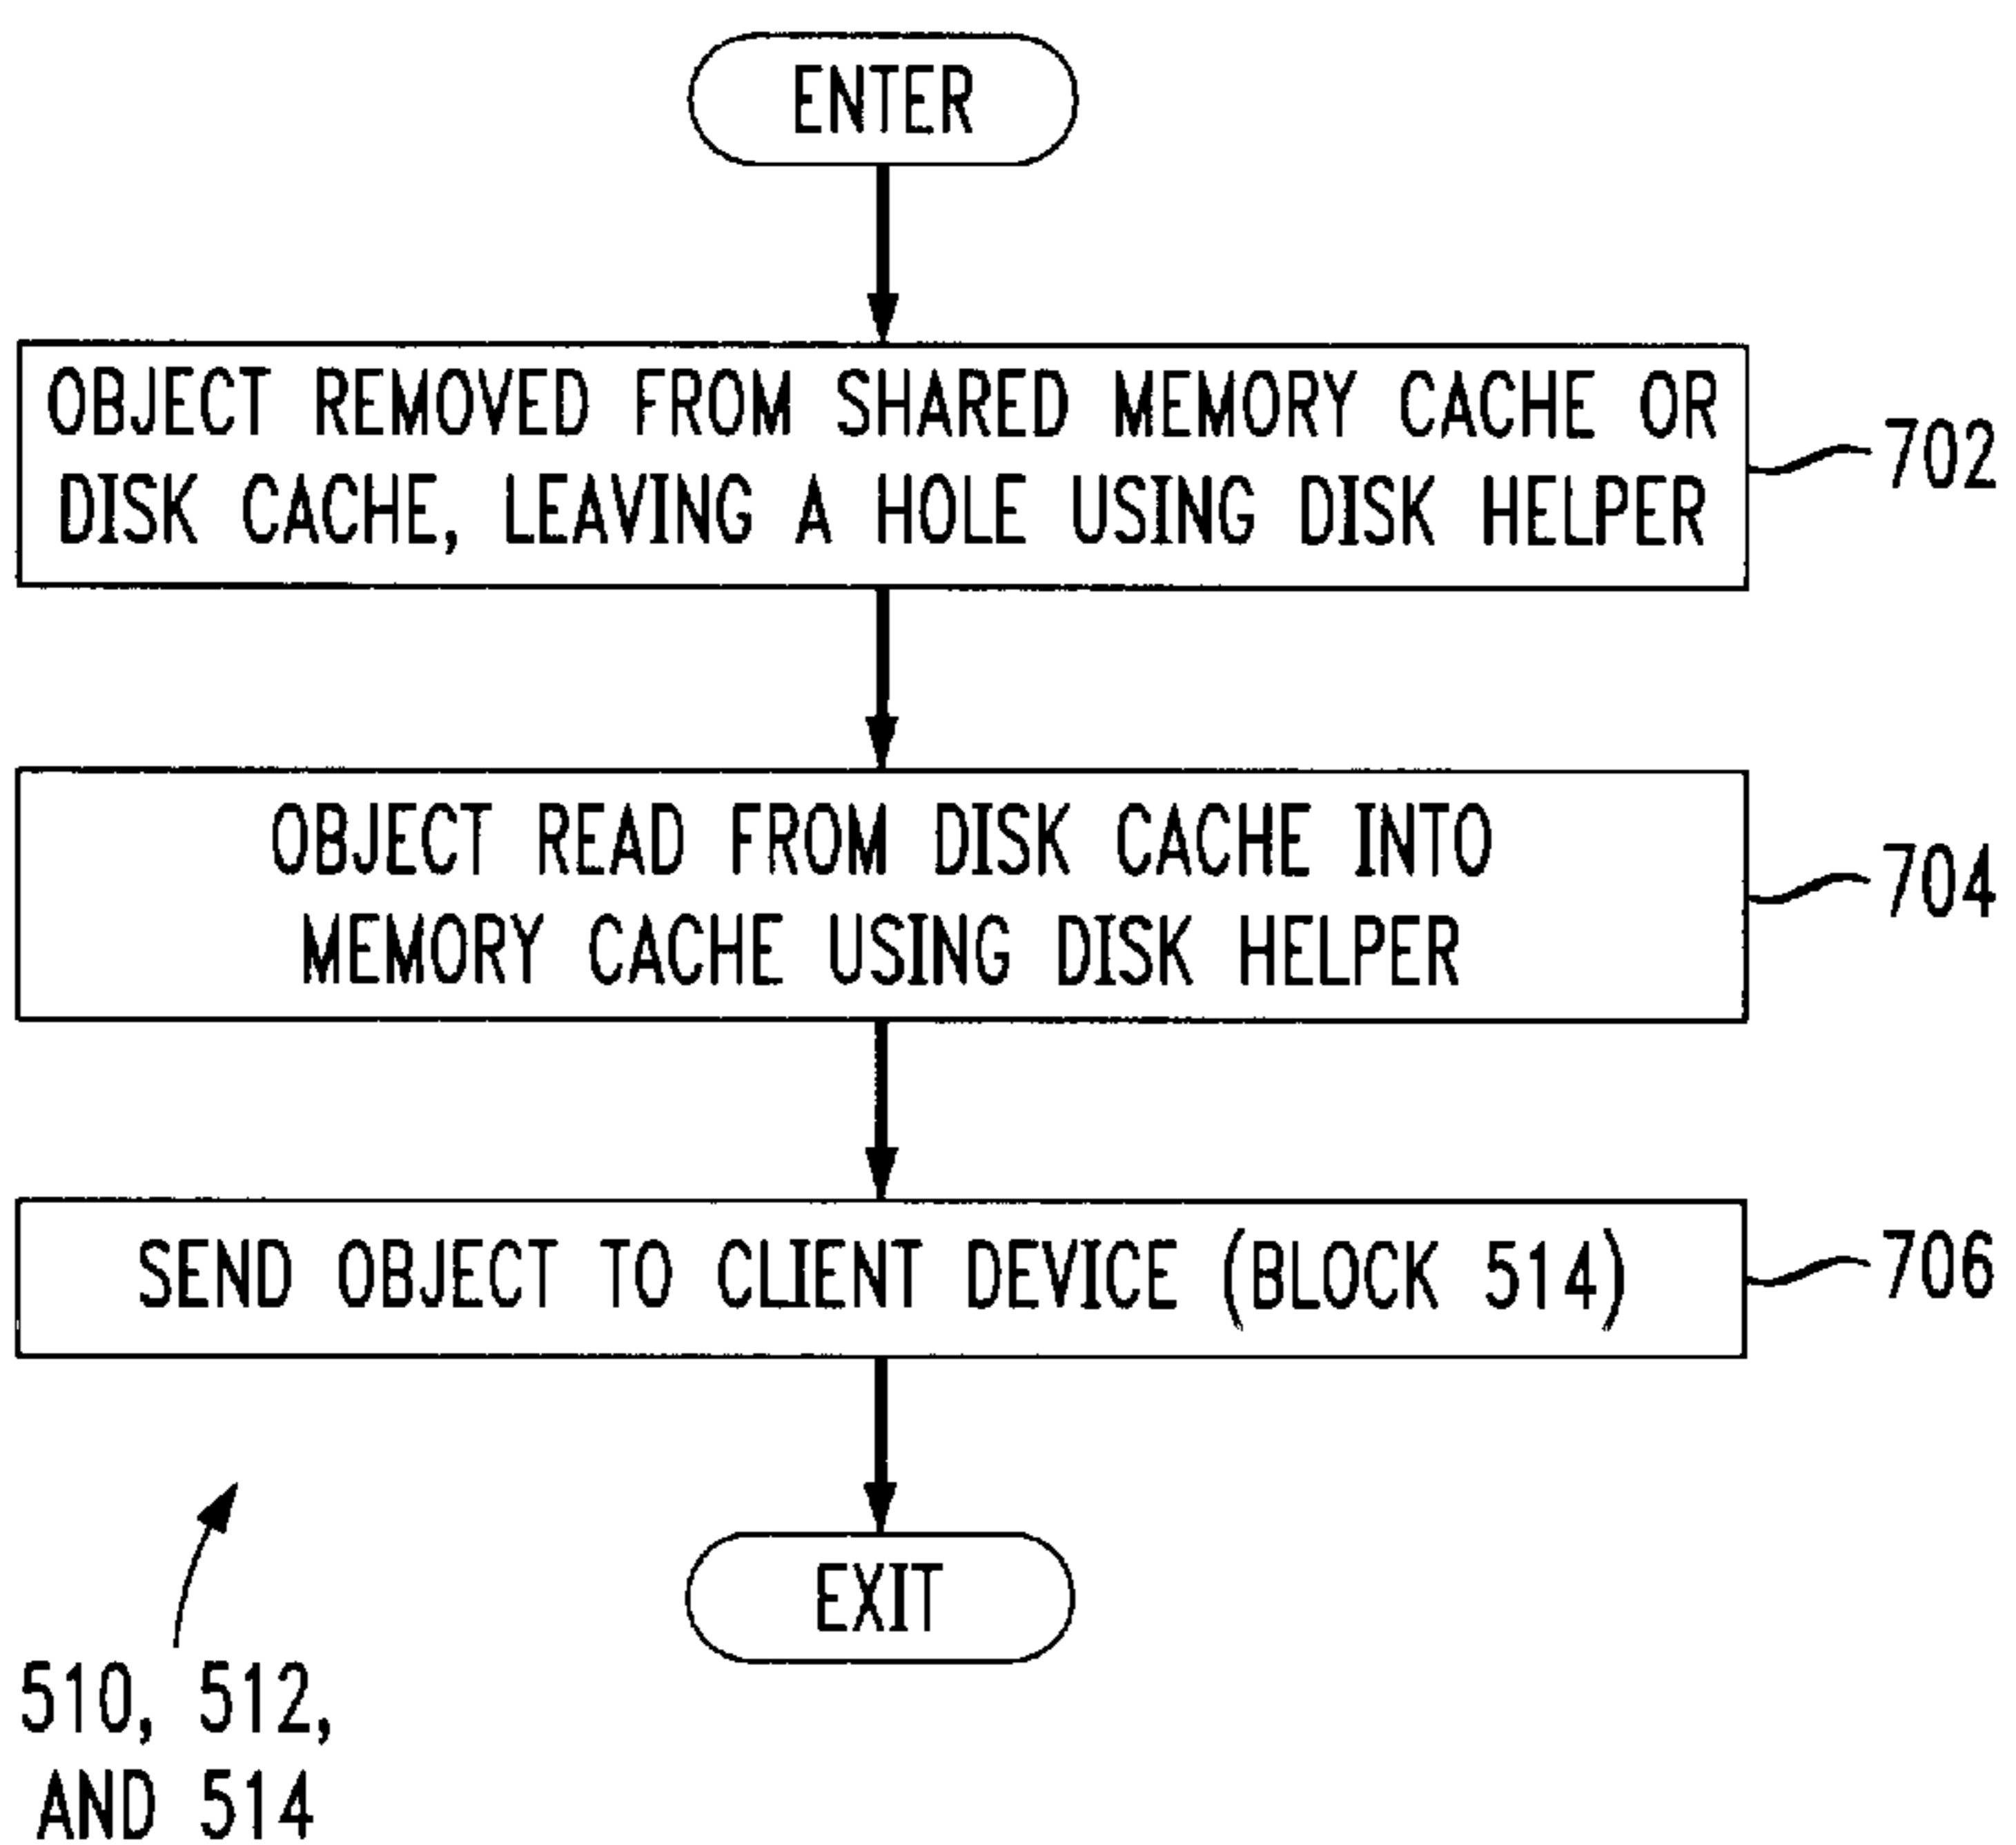 ENTER
OBJECT REMOVED FROM SHARED MEMORY CACHE OR
DISK CACHE, LEAVING A HOLE USING DISK HELPER
702
OBJECT READ FROM DISK CACHE INTO
MEMORY CACHE USING DISK HELPER
704
SEND OBJECT TO CLIENT DEVICE (BLOCK 514)
706
EXIT
510, 512,
AND 514